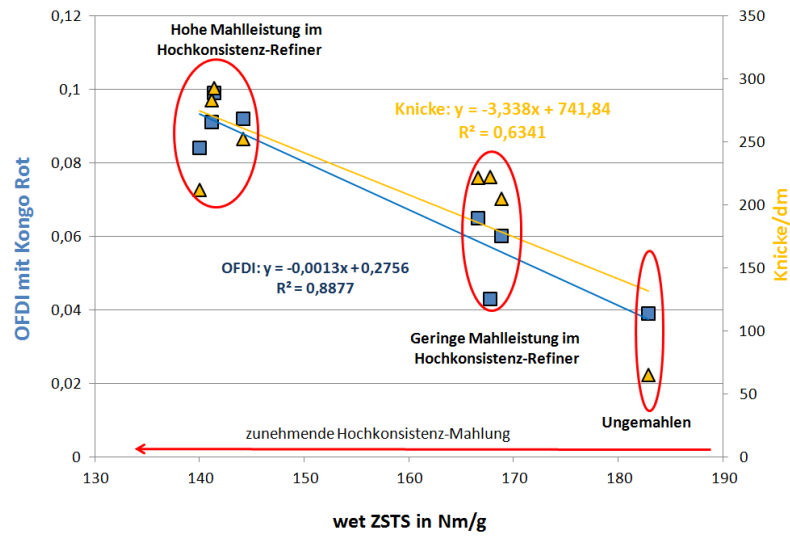 0,12
0,1
0,08
0,06
0,04
0,02
0
OFDI mit Kongo Rot
Hohe Mahlleistung im
Hochkonsistenz-Refiner
Knicke: y = -3,338x + 741,84
R² = 0,6341
OFDI: y = -0,0013x + 0,2756
R² = 0,8877
Geringe Mahlleistung im
Hochkonsistenz-Refiner
Ungemahlen
zunehmende Hochkonsistenz-Mahlung
350
300
250
200
150
100
50
0
Knicke/dm
130 140 150 160 170 180 190
wet ZSTS in Nm/g